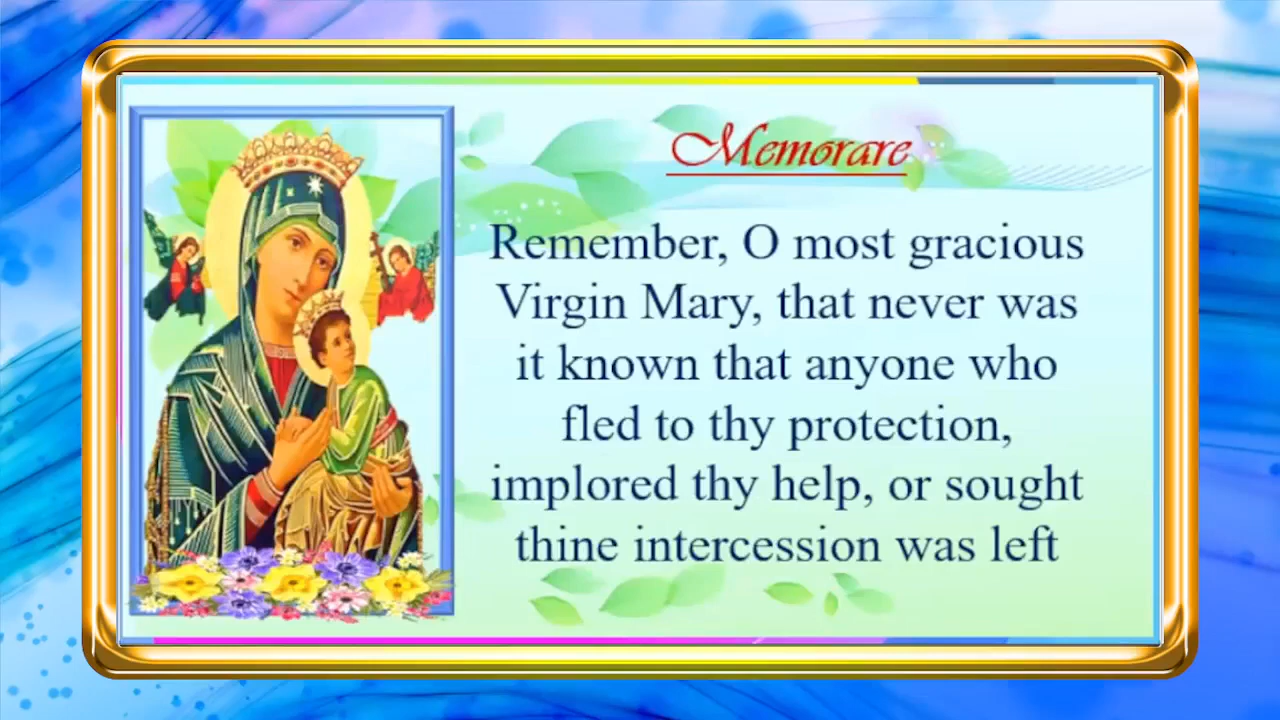 Memorare
Remember, O most gracious
Virgin Mary, that never was
it known that anyone who
fled to thy protection,
implored thy help, or sought
thine intercession was left